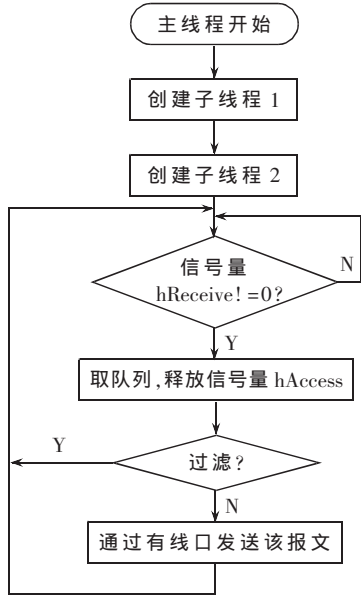 主线程开始
创建子线程 1
创建子线程 2
信号量
hReceive! =0?
N
Y
取队列,释放信号量 hAccess
Y
过滤?
N
通过有线口发送该报文